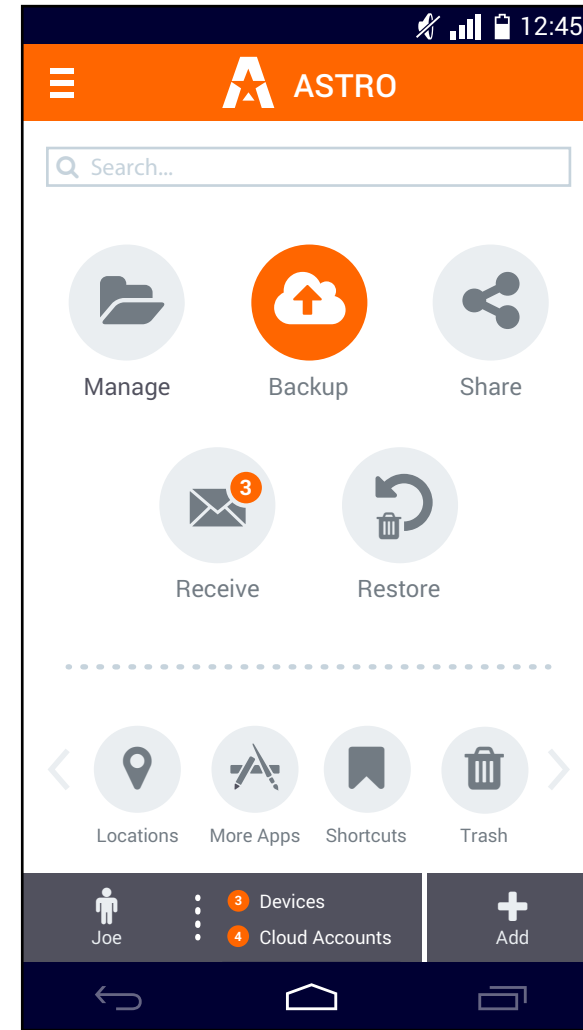 12:45
ASTRO
Search...
Manage
Backup
Share
3
Receive
Restore
Locations
More Apps
Shortcuts
Trash
Joe
3 Devices
4 Cloud Accounts
Add